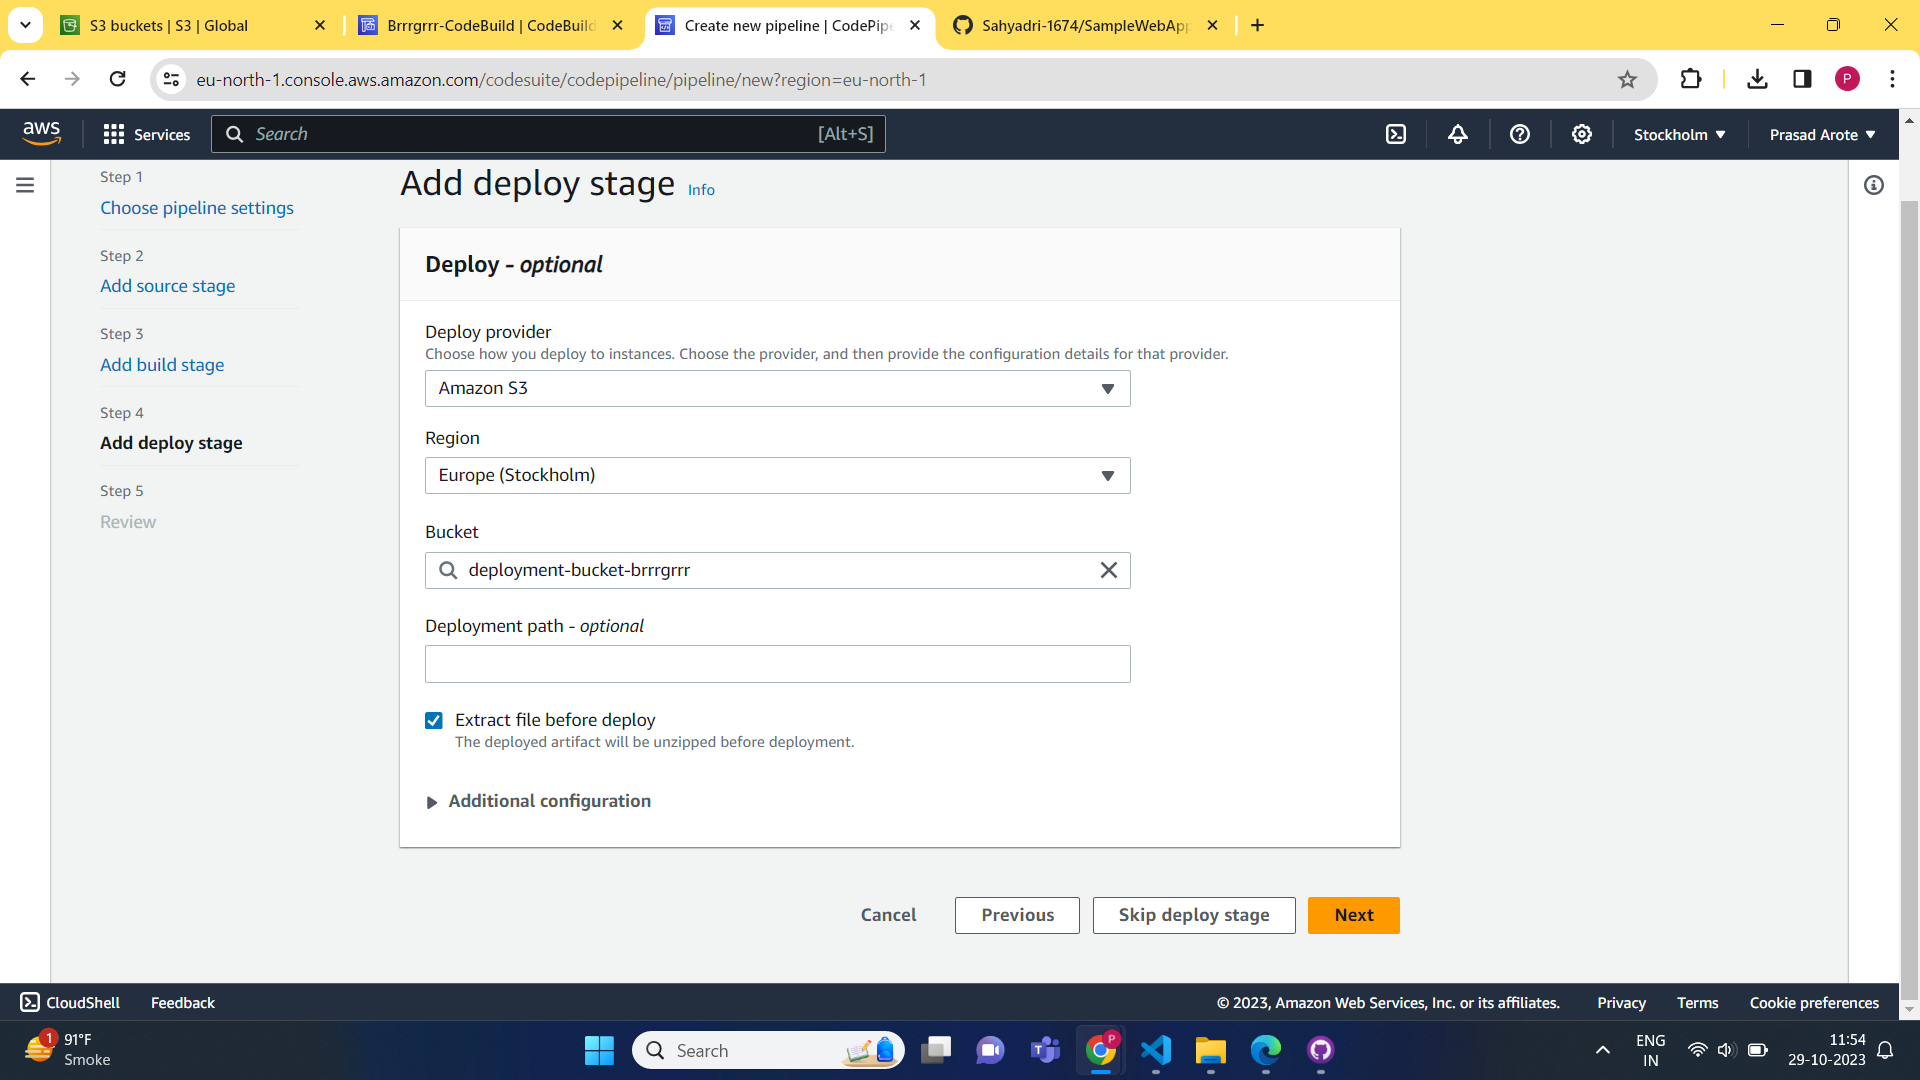 S3 buckets | S3 | Global
Brrrgrrr-CodeBuild | CodeBuild
Create new pipeline | CodePipe
Sahyadri-1674/SampleWebApp
eu-north-1.console.aws.amazon.com/codesuite/codepipeline/pipeline/new?region=eu-north-1
P
aws
Services
Search
[Alt+S]
Stockholm
Prasad Arote
Step 1
Choose pipeline settings
Step 2
Add source stage
Step 3
Add build stage
Step 4
Add deploy stage
Step 5
Review
Add deploy stage Info
Deploy - optional
Deploy provider
Choose how you deploy to instances. Choose the provider, and then provide the configuration details for that provider.
Amazon S3
Region
Europe (Stockholm)
Bucket
deployment-bucket-brrrgrrr
Deployment path - optional
Extract file before deploy
The deployed artifact will be unzipped before deployment.
Additional configuration
Cancel
Previous
Skip deploy stage
Next
CloudShell
Feedback
© 2023, Amazon Web Services, Inc. or its affiliates.
Privacy
Terms
Cookie preferences
1
91°F
Smoke
Search
P
ENG
IN
11:54
29-10-2023